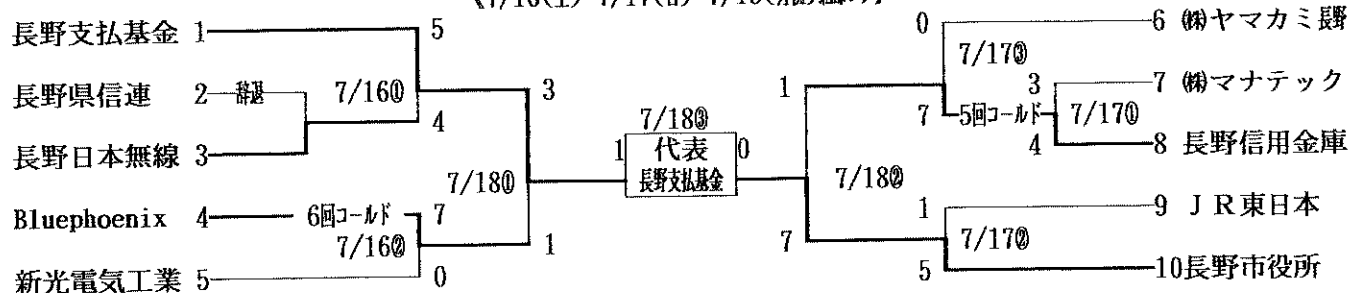 長野支払基金 1
長野県信連 2 辞退
長野日本無線 3
Bluephoenix 4
新光電気工業 5
7/16①
5
4
6回コールド
7/16②
7
0
7/18①
3
1
7/18③
1 代表 0
長野支払基金
6 ㈱ヤマカミ長野
7 ㈱マナテック
8 長野信用金庫
9 JR東日本
10長野市役所
0
7/17③
7
5回コールド
3
7/17①
4
1
7/18②
7
1
7/17②
5